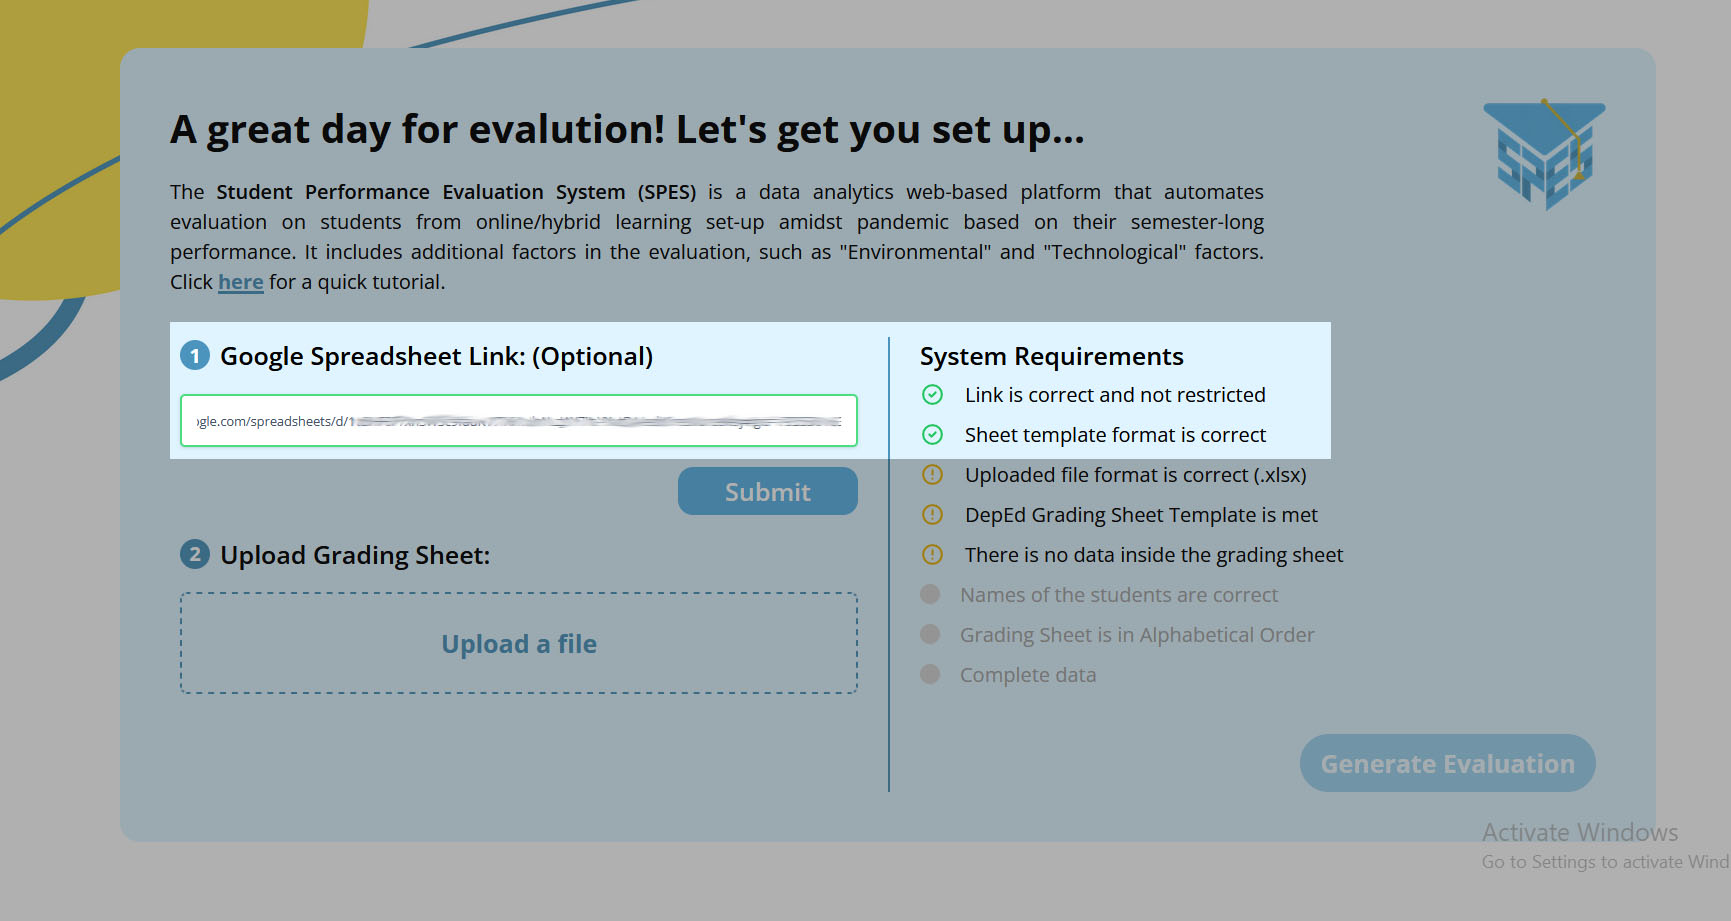 A great day for evalution! Let's get you set up...
SPES
The Student Performance Evaluation System (SPES) is a data analytics web-based platform that automates
evaluation on students from online/hybrid learning set-up amidst pandemic based on their semester-long
performance. It includes additional factors in the evaluation, such as "Environmental" and "Technological" factors.
Click here for a quick tutorial.
1 Google Spreadsheet Link: (Optional)
gle.com/spreadsheets/d/1
Submit
2 Upload Grading Sheet:
Upload a file
System Requirements
Link is correct and not restricted
Sheet template format is correct
Uploaded file format is correct (.xlsx)
DepEd Grading Sheet Template is met
There is no data inside the grading sheet
Names of the students are correct
Grading Sheet is in Alphabetical Order
Complete data
Generate Evaluation
Activate Windows
Go to Settings to activate Wind